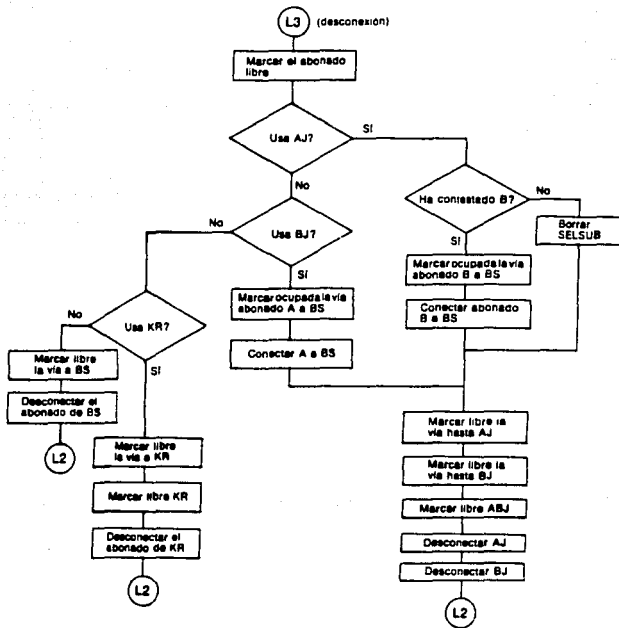 L3 (desconexión)
Marcar el abonado
libre
Usa AJ?
Sí
No
Ha contestado B?
No
Sí
Borrar
SELSUB
Usa BJ?
No
Sí
Marcar ocupada la vía
abonado B a BS
Conectar abonado
B a BS
Marcar ocupada la vía
abonado A a BS
Conectar A a BS
Usa KR?
No
Sí
Marcar libre
la vía a BS
Desconectar el
abonado de BS
L2
Marcar libre
la vía a KR
Marcar libre KR
Desconectar el
abonado de KR
L2
Marcar libre la
vía hasta AJ
Marcar libre la
vía hasta BJ
Marcar libre ABJ
Desconectar AJ
Desconectar BJ
L2